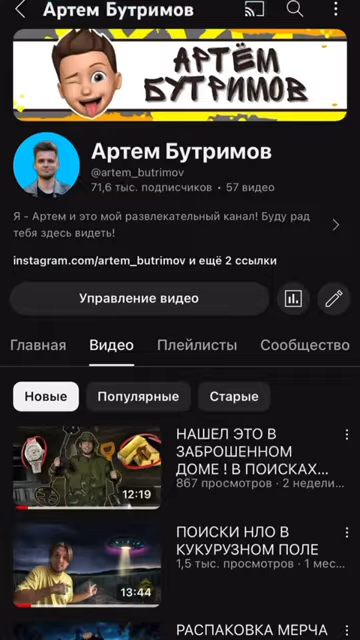 Артем Бутримов
АРТЁМ
БУТРИМОВ
Артем Бутримов
@artem_butrimov
71,6 тыс. подписчиков • 57 видео
Я - Артем и это мой развлекательный канал! Буду рад
тебя здесь видеть!
instagram.com/artem_butrimov и ещё 2 ссылки
Управление видео
Главная Видео Плейлисты Сообщество
Новые Популярные Старые
НАШЕЛ ЭТО В
ЗАБРОШЕННОМ
ДОМЕ ! В ПОИСКАХ...
867 просмотров · 2 недели...
12:19
ПОИСКИ НЛО В
КУКУРУЗНОМ ПОЛЕ
1,5 тыс. просмотров · 1 мес...
13:44
РАСПАКОВКА МЕРЧА